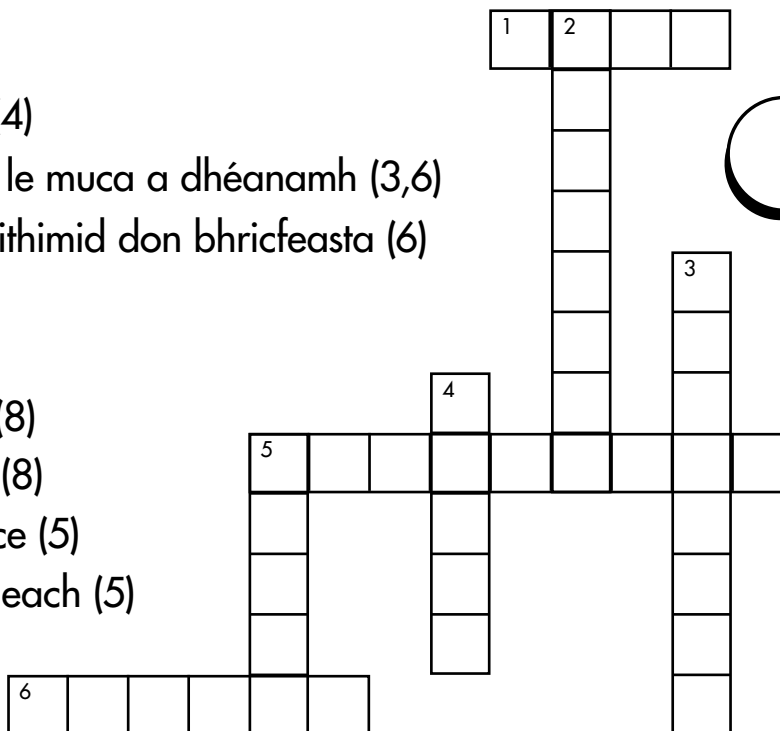 4)
le muca a dhéanamh (3,6)
ithimid don bhricfeasta (6)
(8)
(8)
ce (5)
each (5)
1 2
3
4
5
6